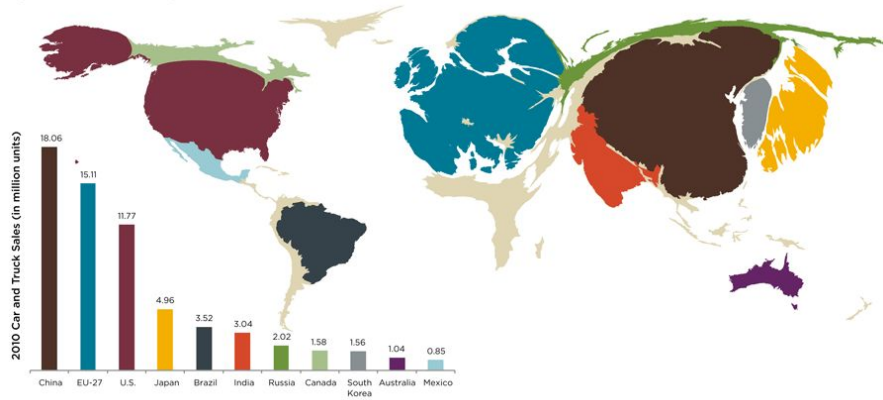 2010 Car and Truck Sales (in million units)
18.06
15.11
11.77
4.96
3.52
3.04
2.02
1.58
1.56
1.04
0.85
China
EU-27
U.S.
Japan
Brazil
India
Russia
Canada
South
Korea
Australia
Mexico